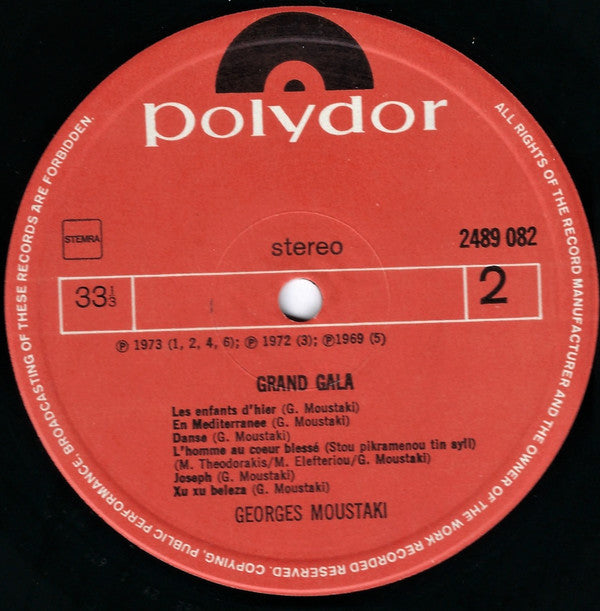 polydor
STEMRA
stereo
2489 082
33⅓
2
℗ 1973 (1, 2, 4, 6); ℗ 1972 (3); ℗1969 (5)
GRAND GALA
Les enfants d'hier (G. Moustaki)
En Mediterranee (G. Moustaki)
Danse (G. Moustaki)
L'homme au coeur blessé (Stou pikramenou tin ayll)
(M. Theodorakis/M. Elefteriou/G. Moustaki)
Joseph (G. Moustaki)
Xu xu beleza (G. Moustaki)
GEORGES MOUSTAKI
ALL RIGHTS OF THE RECORD MANUFACTURER AND THE OWNER OF THE WORK RECORDED RESERVED. COPYING, PUBLIC PERFORMANCE, BROADCASTING OF THESE RECORDS ARE FORBIDDEN.